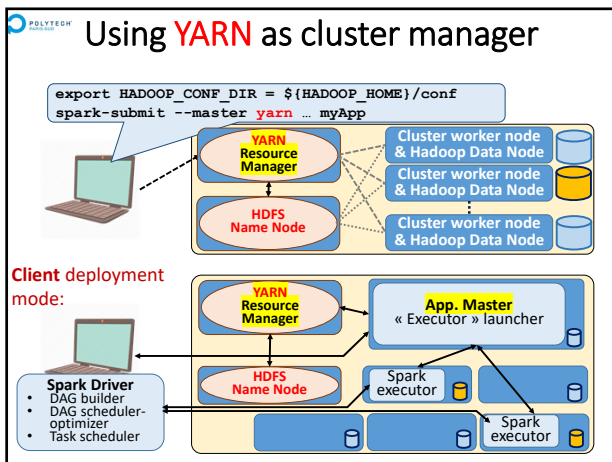 POLYTECH®
PARIS-SUD
Using YARN as cluster manager
export HADOOP_CONF_DIR = ${HADOOP_HOME}/conf
spark-submit --master yarn … myApp
YARN
Resource
Manager
HDFS
Name Node
Cluster worker node
& Hadoop Data Node
Cluster worker node
& Hadoop Data Node
Cluster worker node
& Hadoop Data Node
Client deployment
mode:
YARN
Resource
Manager
App. Master
« Executor » launcher
Spark Driver
• DAG builder
• DAG scheduler-
optimizer
• Task scheduler
HDFS
Name Node
Spark
executor
Spark
executor